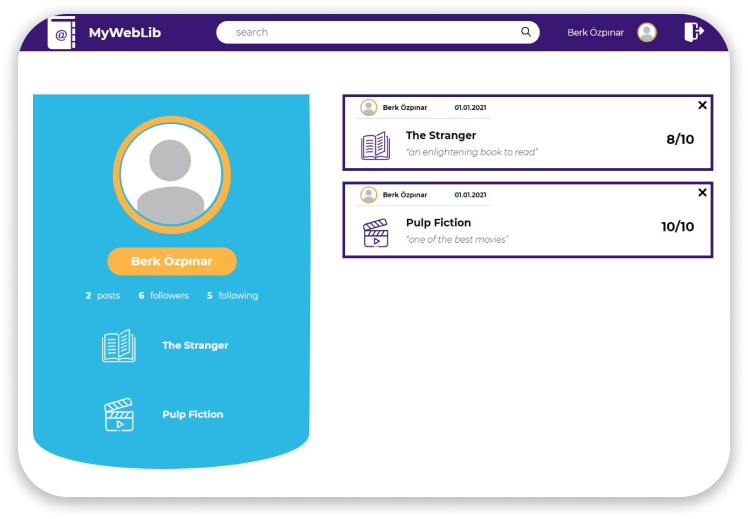 @ MyWebLib search Berk Özpınar
Berk Özpınar
2 posts 6 followers 5 following
The Stranger
Pulp Fiction
Berk Özpınar 01.01.2021
The Stranger
"an enlightening book to read"
8/10
Berk Özpınar 01.01.2021
Pulp Fiction
"one of the best movies"
10/10